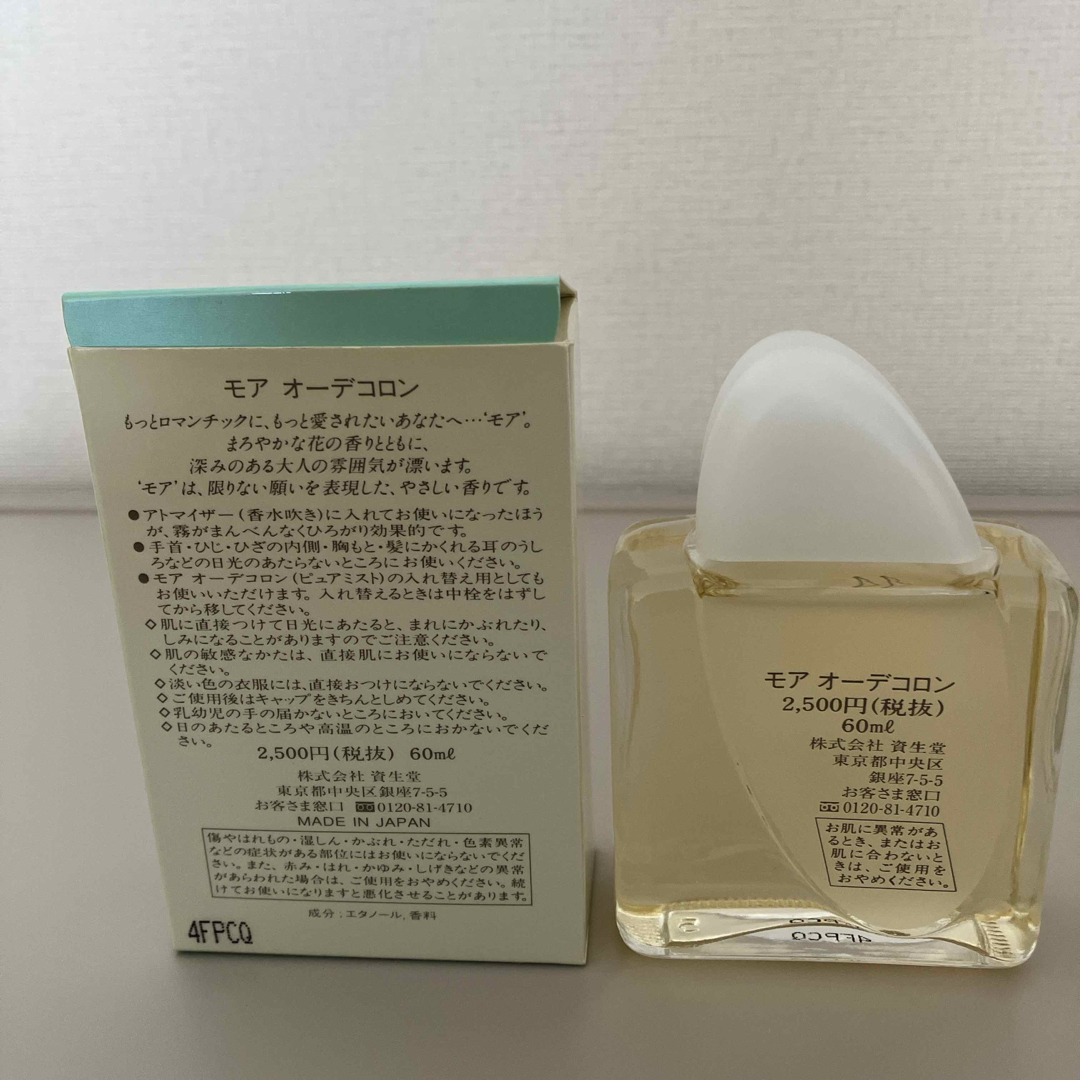 モア オーデコロン
もっとロマンチックに、もっと愛されたいあなたへ…‘モア’。
まろやかな花の香りとともに、
深みのある大人の雰囲気が漂います。
‘モア’は、限りない願いを表現した、やさしい香りです。
●アトマイザー(香水吹き)に入れてお使いになったほう
が、霧がまんべんなくひろがり効果的です。
●手首・ひじ・ひざの内側・胸もと・髪にかくれる耳のうし
ろなどの日光のあたらないところにお使いください。
●モア オーデコロン(ピュアミスト)の入れ替え用としても
お使いいただけます。入れ替えるときは中栓をはずし
てから移してください。
◇肌に直接つけて日光にあたると、まれにかぶれたり、
しみになることがありますのでご注意ください。
◇肌の敏感なかたは、直接肌にお使いにならないで
ください。
◇淡い色の衣服には、直接おつけにならないでください。
◇ご使用後はキャップをきちんとしめてください。
◇乳幼児の手の届かないところにおいてください。
◇日のあたるところや高温のところにおかないでくだ
さい。
2,500円(税抜) 60mℓ
株式会社 資生堂
東京都中央区銀座7-5-5
お客さま窓口 0120-81-4710
MADE IN JAPAN
傷やはれもの・湿しん・かぶれ・ただれ・色素異常
などの症状がある部位にはお使いにならないでくだ
さい。また、赤み・はれ・かゆみ・しげきなどの異常
があらわれた場合は、ご使用をおやめください。続
けてお使いになりますと悪化させることがあります。
成分:エタノール,香料
4FPCQ
モア オーデコロン
2,500円(税抜)
60mℓ
株式会社 資生堂
東京都中央区
銀座7-5-5
お客さま窓口
0120-81-4710
お肌に異常があ
るとき、またはお
肌に合わないと
きは、ご使用を
おやめください。
4FPCQ